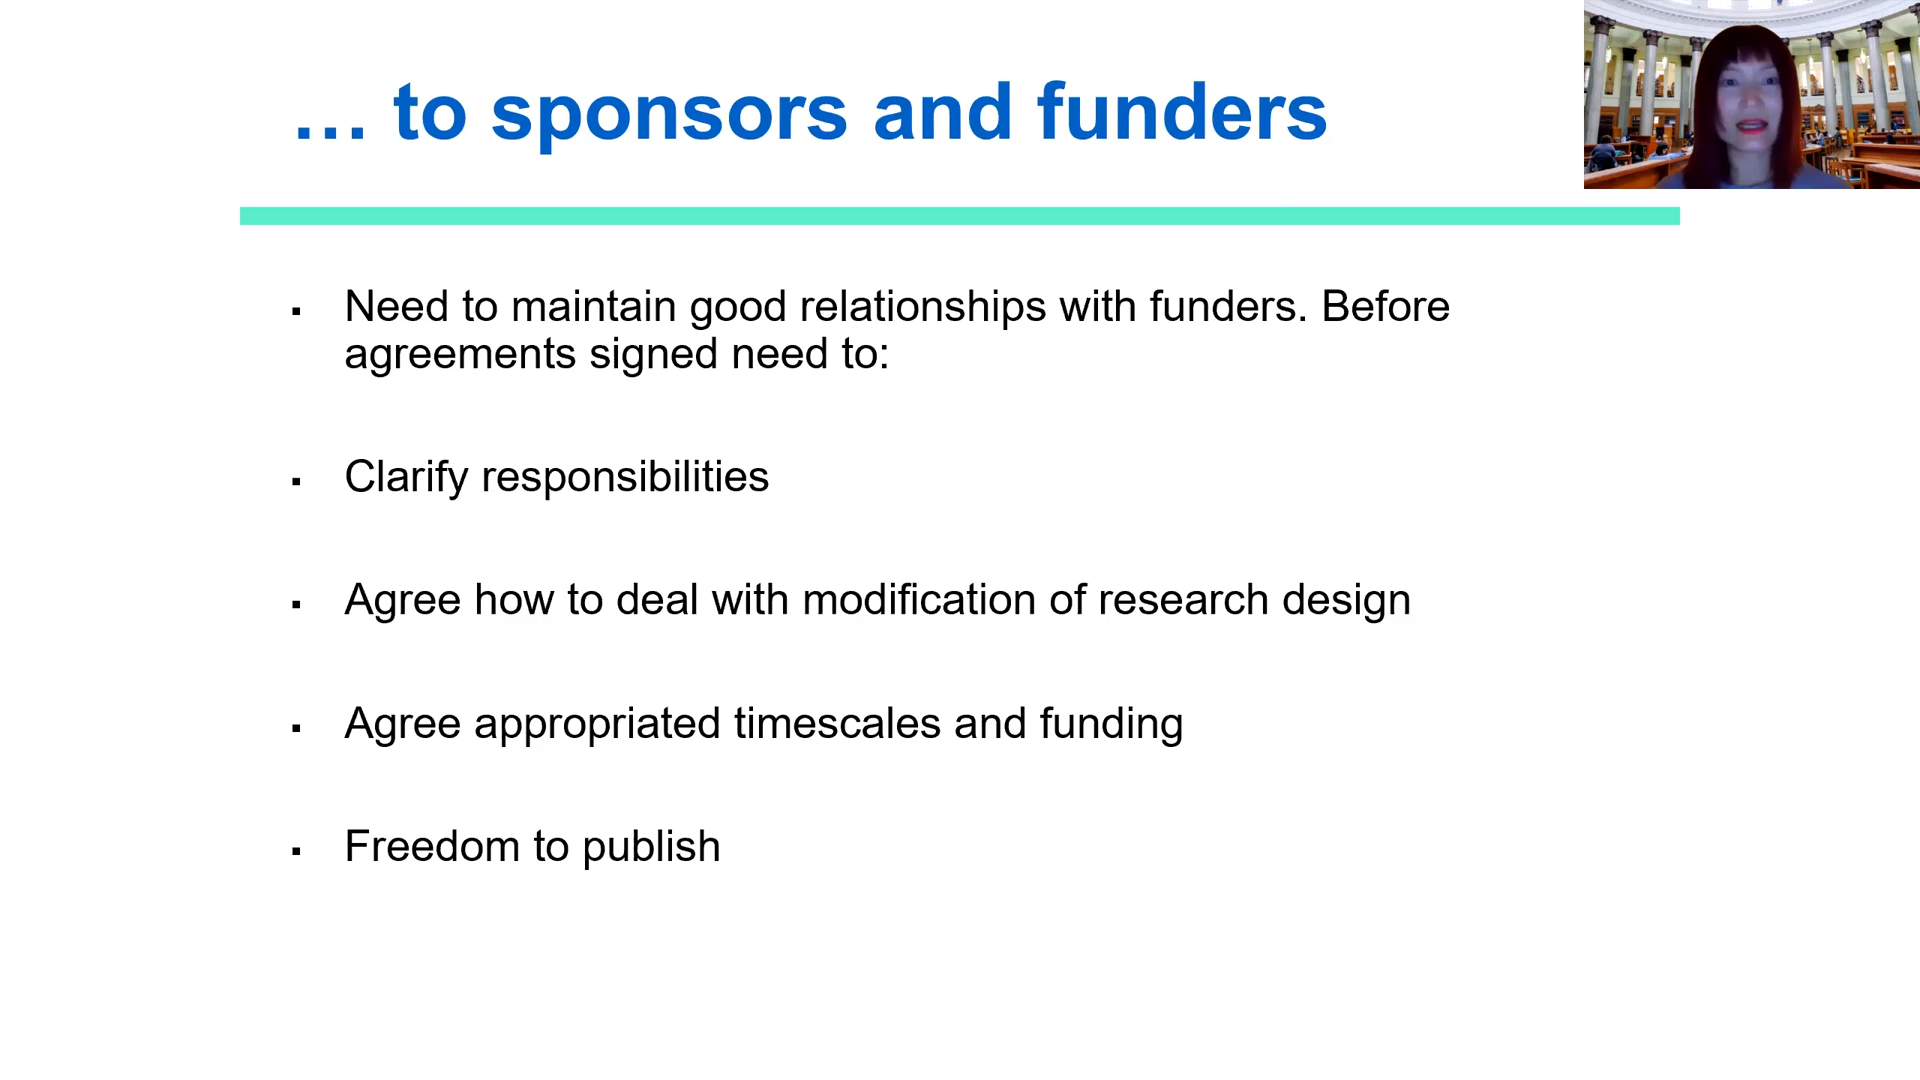 ... to sponsors and funders
▪ Need to maintain good relationships with funders. Before
agreements signed need to:
▪ Clarify responsibilities
▪ Agree how to deal with modification of research design
▪ Agree appropriated timescales and funding
▪ Freedom to publish